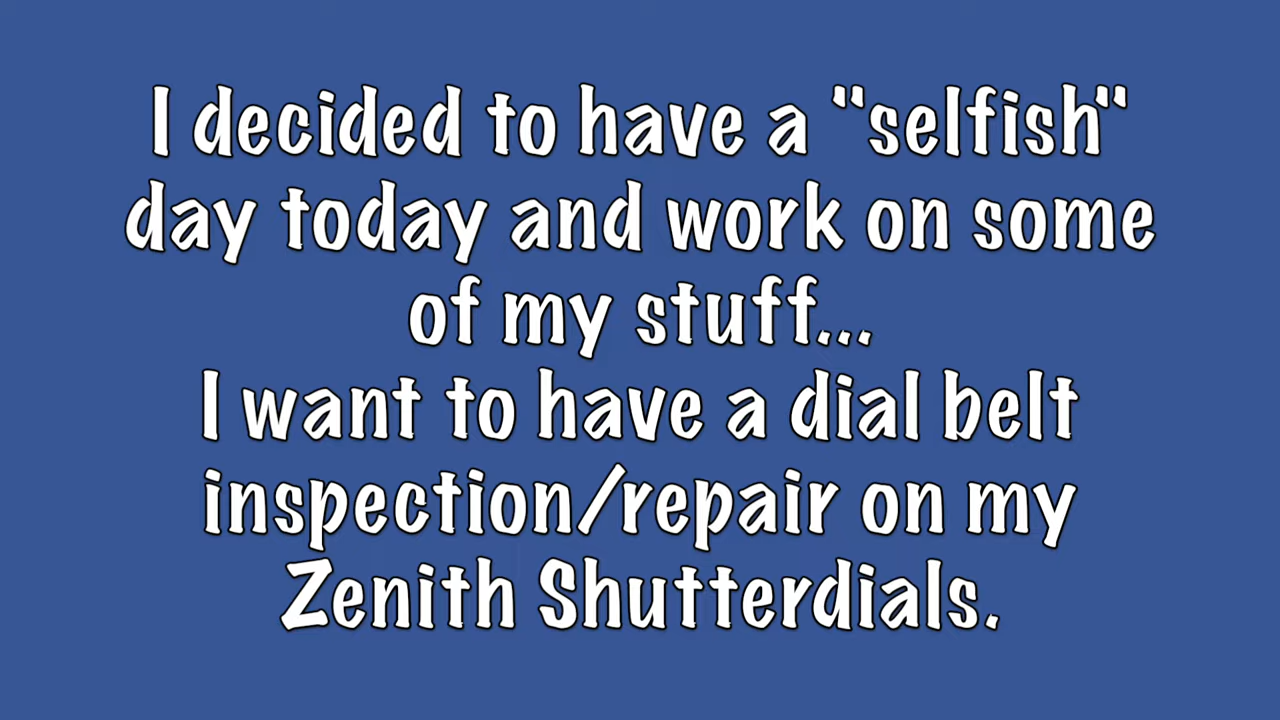 I decided to have a "selfish"
day today and work on some
of my stuff...
I want to have a dial belt
inspection/repair on my
Zenith Shutterdials.